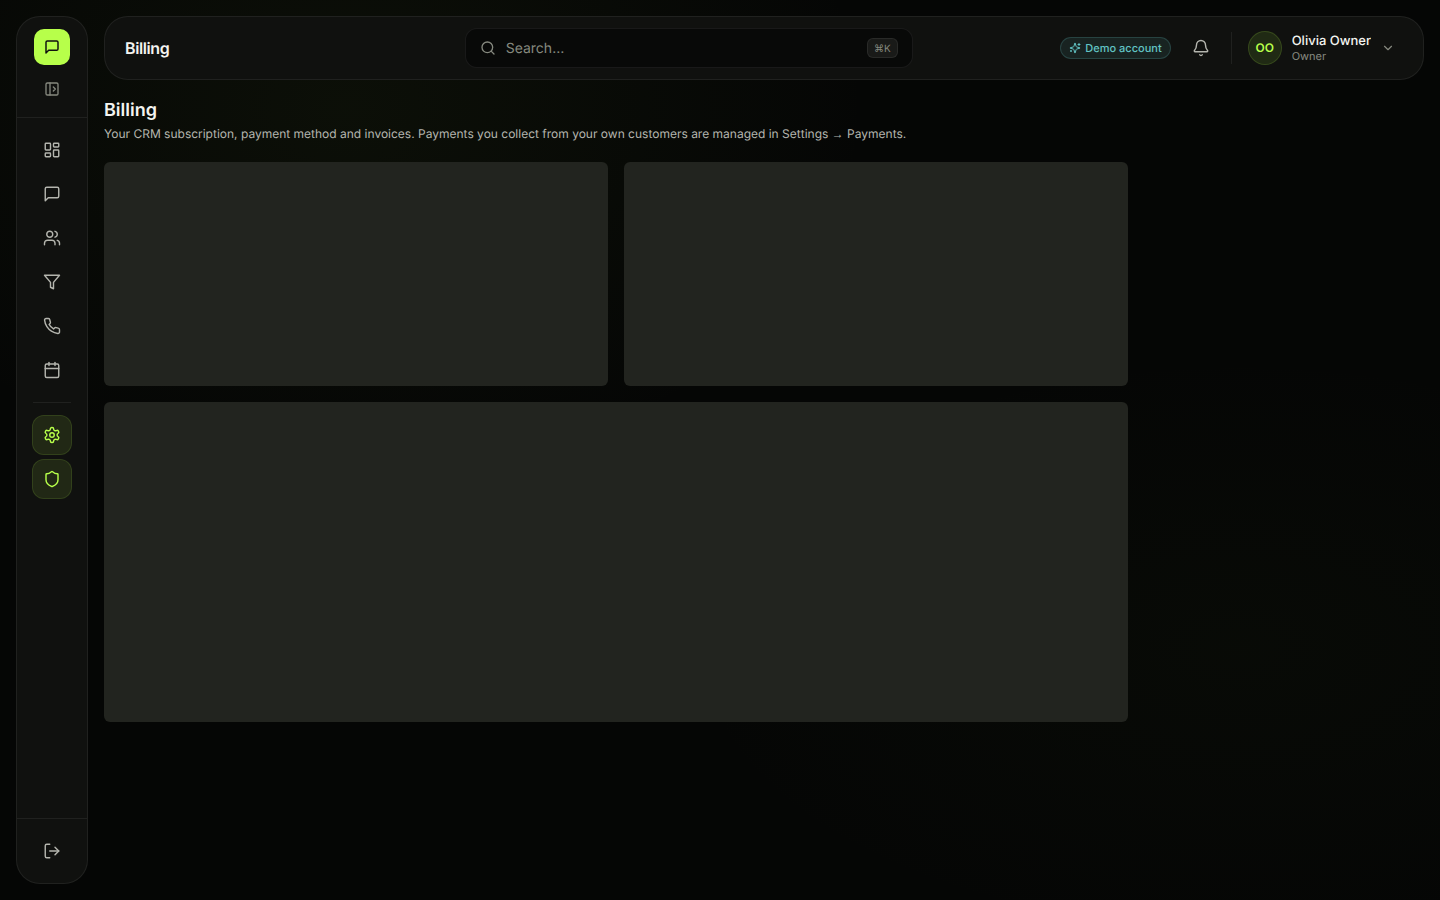 Billing
Search...
⌘K
Demo account
OO
Olivia Owner
Owner
Billing
Your CRM subscription, payment method and invoices. Payments you collect from your own customers are managed in Settings → Payments.